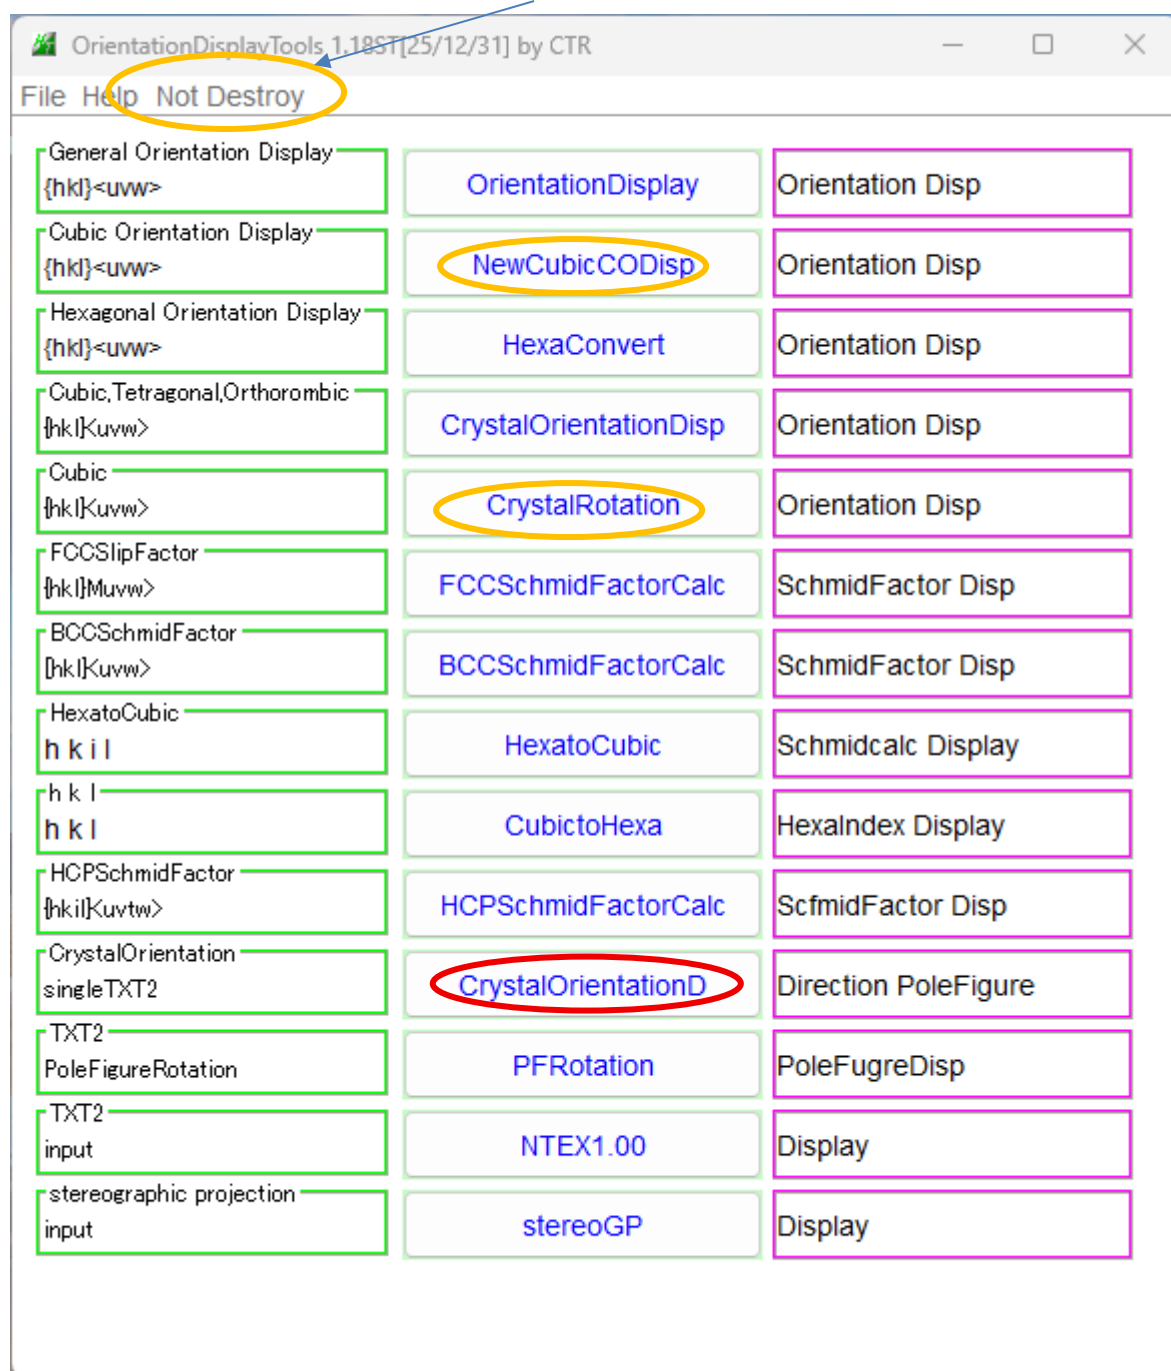 OrientationDisplayTools 1.18ST[25/12/31] by CTR
File Help Not Destroy
General Orientation Display
{hkl}<uvw> OrientationDisplay Orientation Disp
Cubic Orientation Display
{hkl}<uvw> NewCubicCODisp Orientation Disp
Hexagonal Orientation Display
{hkl}<uvw> HexaConvert Orientation Disp
Cubic,Tetragonal,Orthorombic
{hkl}<uvw> CrystalOrientationDisp Orientation Disp
Cubic
{hkl}<uvw> CrystalRotation Orientation Disp
FCCSlipFactor
{hkl}Muvw> FCCSchmidFactorCalc SchmidFactor Disp
BCCSchmidFactor
[hkl}<uvw> BCCSchmidFactorCalc SchmidFactor Disp
HexatoCubic
h k i l HexatoCubic Schmidcalc Display
h k l
h k l CubictoHexa HexaIndex Display
HCPSchmidFactor
{hkil}<uvtw> HCPSchmidFactorCalc ScfmidFactor Disp
CrystalOrientation
singleTXT2 CrystalOrientationD Direction PoleFigure
TXT2
PoleFigureRotation PFRotation PoleFugreDisp
TXT2
input NTEX1.00 Display
stereographic projection
input stereoGP Display